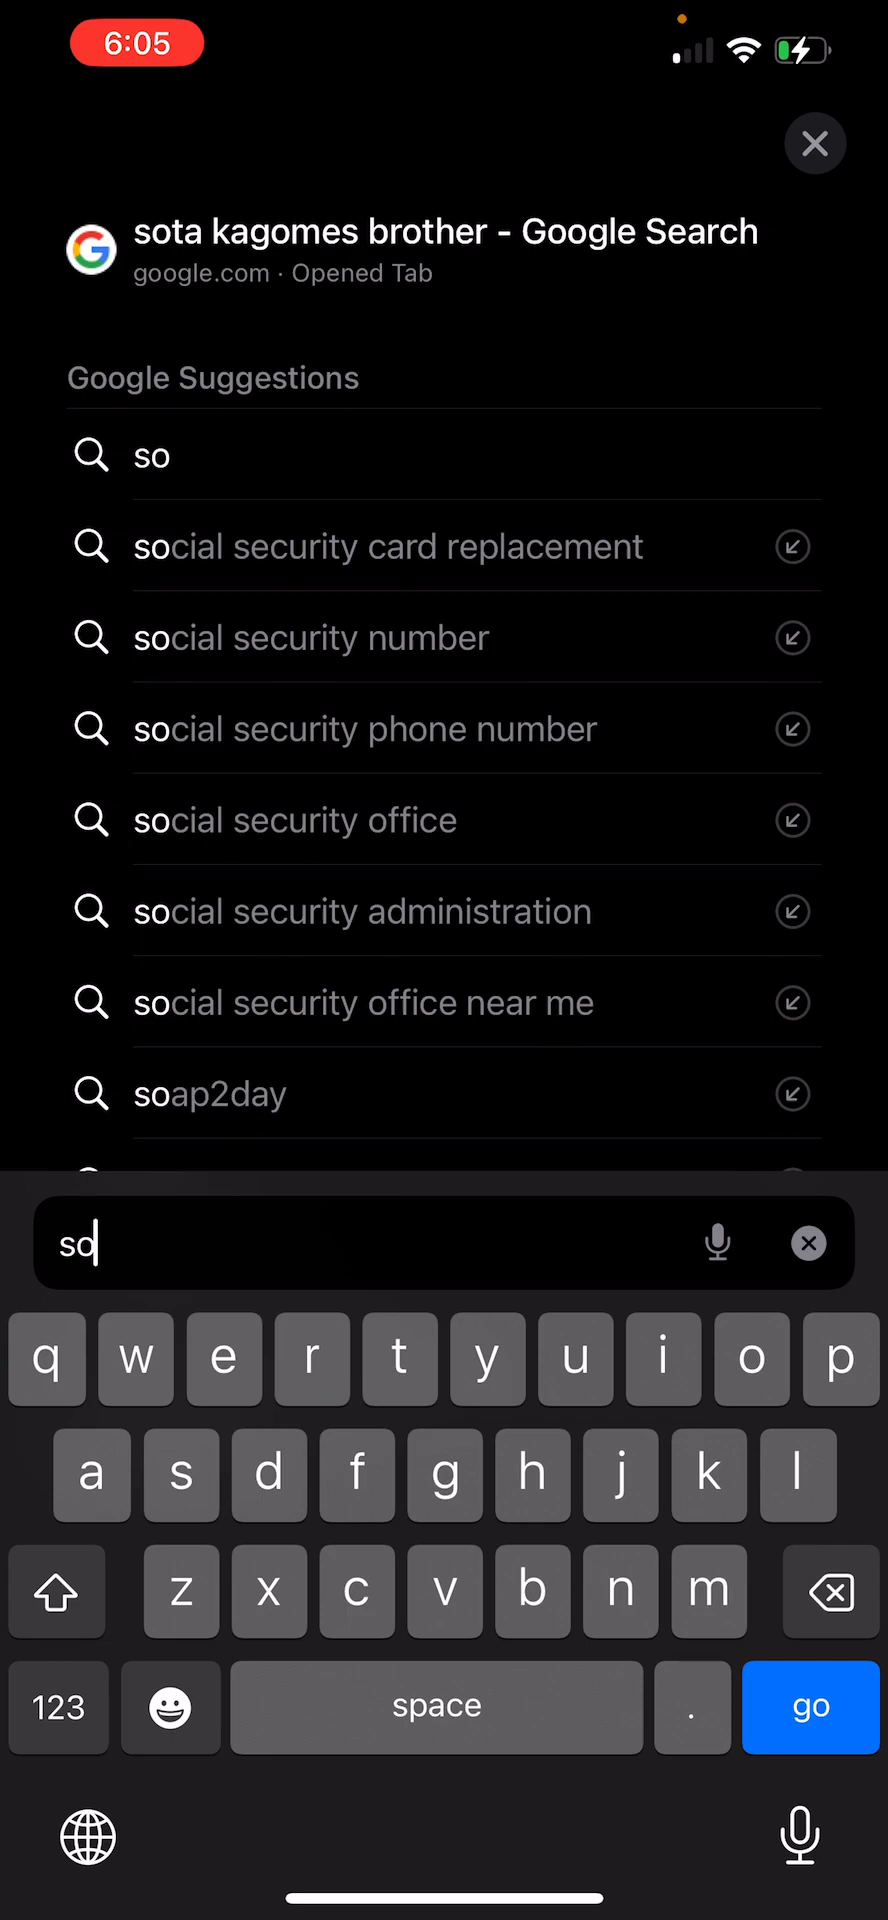 6:05
sota kagomes brother - Google Search
google.com · Opened Tab
Google Suggestions
so
social security card replacement
social security number
social security phone number
social security office
social security administration
social security office near me
soap2day
so
q w e r t y u i o p
a s d f g h j k l
z x c v b n m
123 space . go